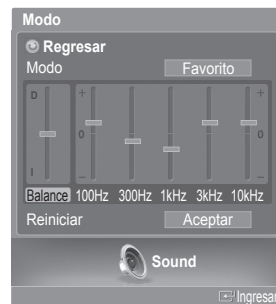 Modo
Regresar
Modo Favorito
D + +
0 0
I - -
Balance 100Hz 300Hz 1kHz 3kHz 10kHz
Reiniciar Aceptar
Sound
Ingresar